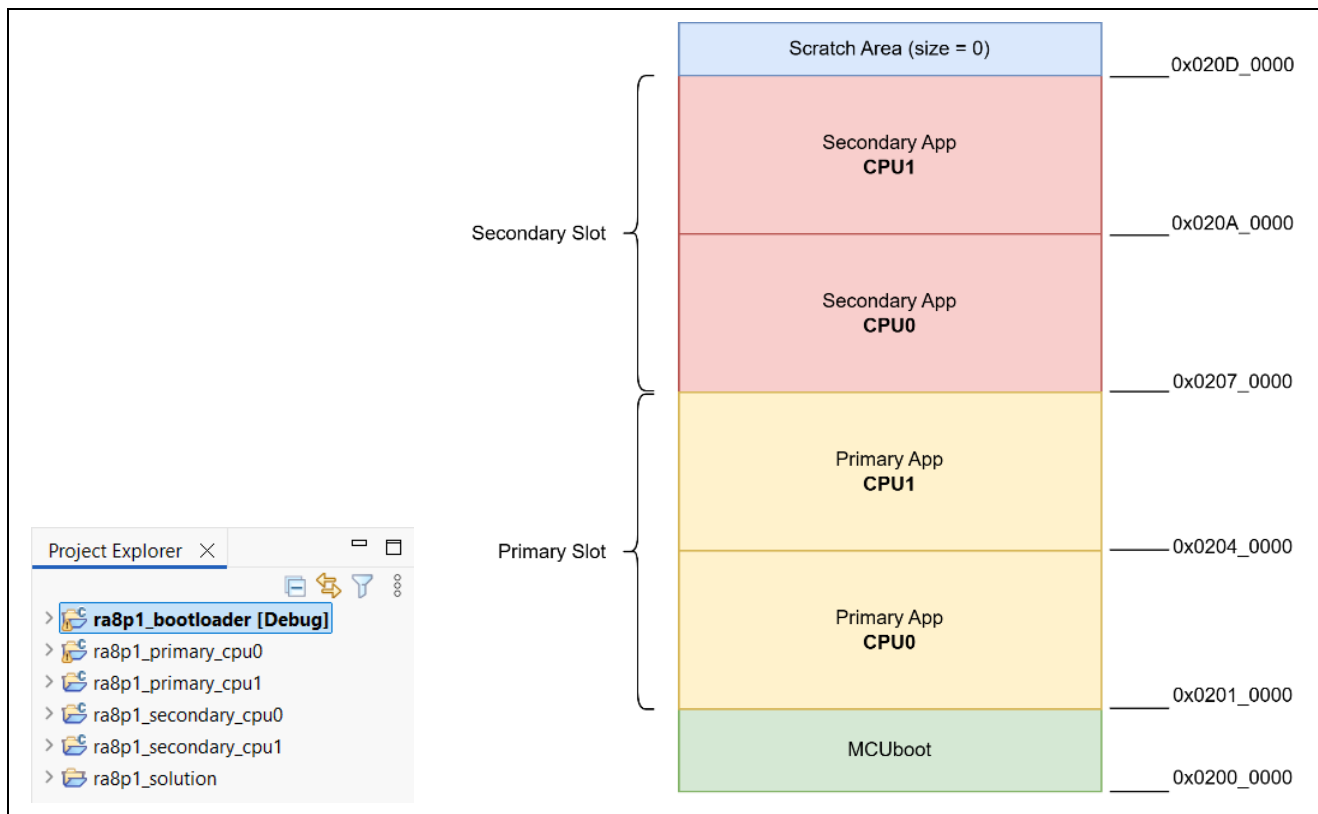 Scratch Area (size = 0)
0x020D_0000
Secondary App
CPU1
Secondary Slot
0x020A_0000
Secondary App
CPU0
0x0207_0000
Primary App
CPU1
Primary Slot
0x0204_0000
Primary App
CPU0
0x0201_0000
MCUboot
0x0200_0000
Project Explorer
ra8p1_bootloader [Debug]
ra8p1_primary_cpu0
ra8p1_primary_cpu1
ra8p1_secondary_cpu0
ra8p1_secondary_cpu1
ra8p1_solution